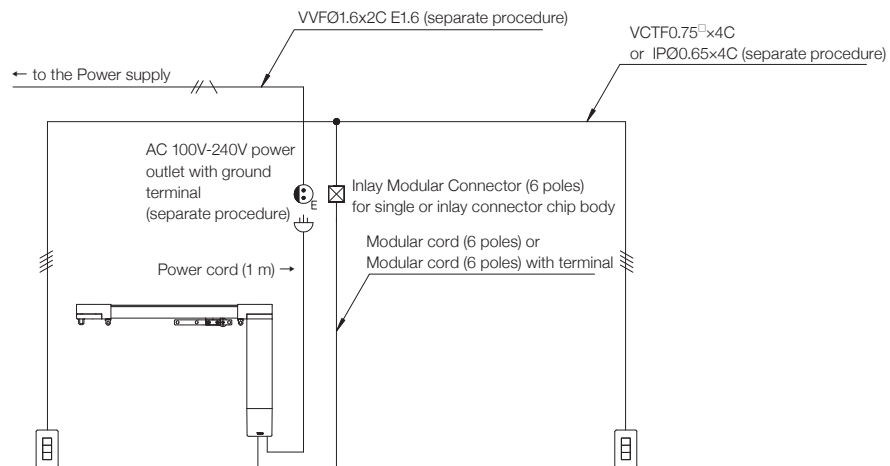 VVFØ1.6x2C E1.6 (separate procedure)
VCTF0.75□×4C
or IPØ0.65×4C (separate procedure)
← to the Power supply
AC 100V-240V power
outlet with ground
terminal
(separate procedure)
E
Inlay Modular Connector (6 poles)
for single or inlay connector chip body
Modular cord (6 poles) or
Modular cord (6 poles) with terminal
Power cord (1 m) →